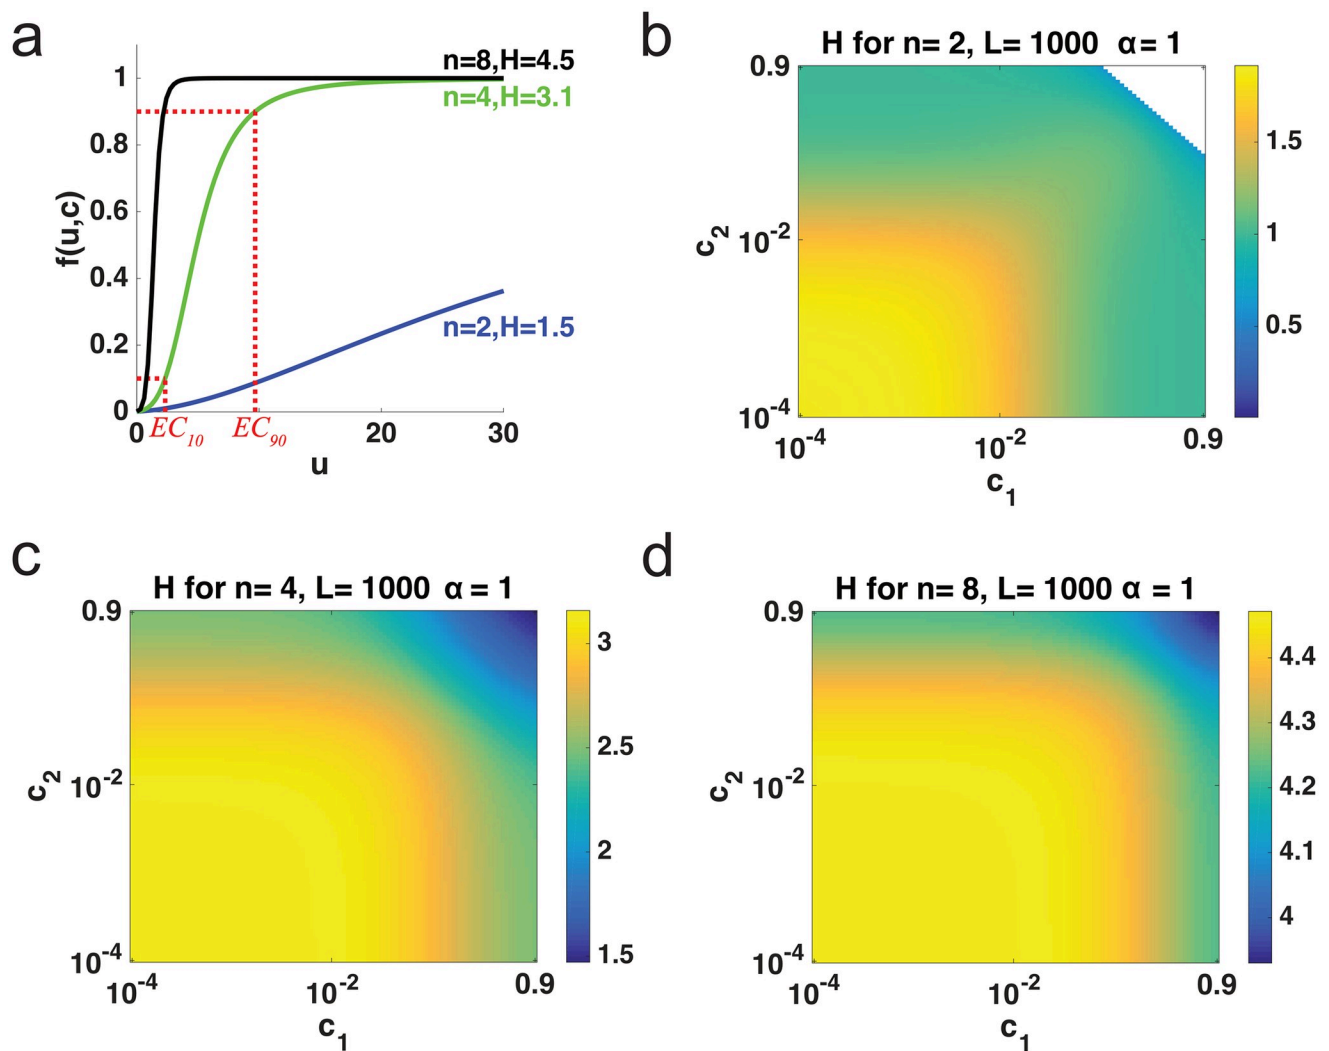 a
n=8,H=4.5
n=4,H=3.1
n=2,H=1.5
1
0.8
0.6
0.4
0.2
0
f(u,c)
0
EC10
EC90
20
30
u
b
H for n= 2, L= 1000 α = 1
0.9
10-2
10-4
c2
10-4
10-2
0.9
c1
1.5
1
0.5
c
H for n= 4, L= 1000 α = 1
0.9
10-2
10-4
c2
10-4
10-2
0.9
c1
3
2.5
2
1.5
d
H for n= 8, L= 1000 α = 1
0.9
10-2
10-4
c2
10-4
10-2
0.9
c1
4.4
4.3
4.2
4.1
4